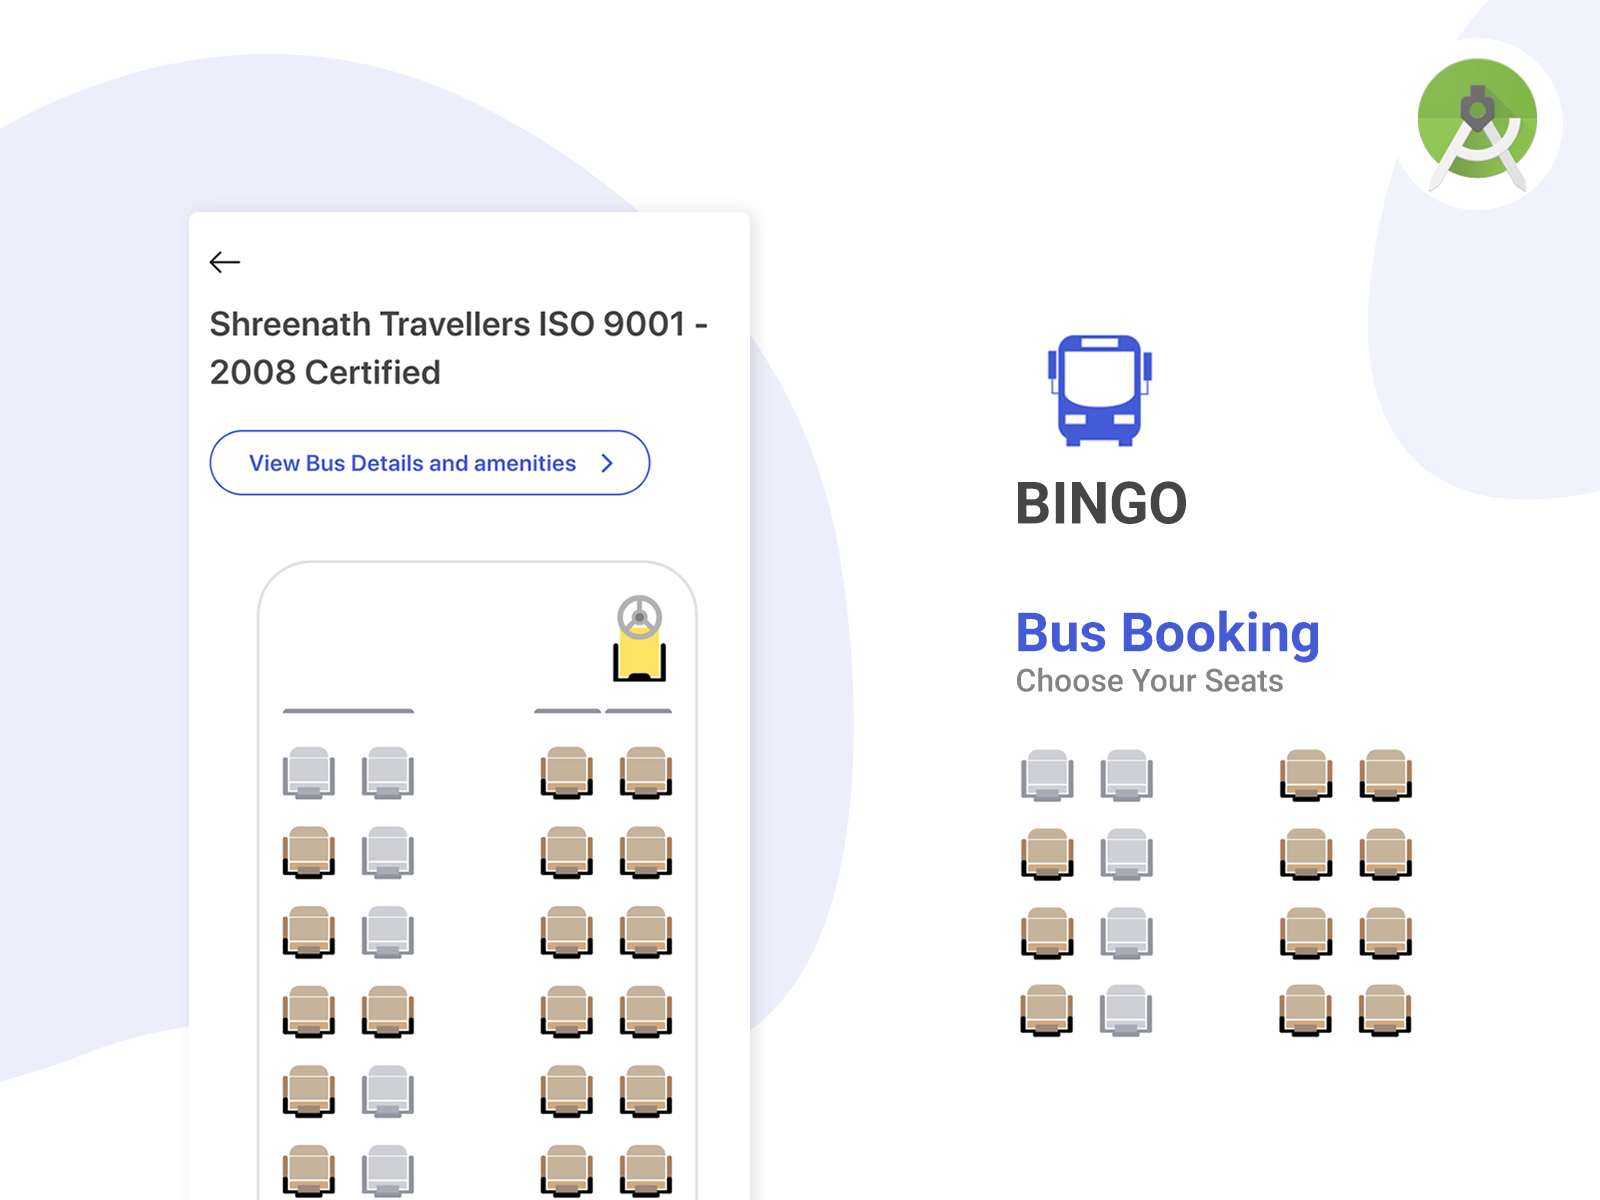 Shreenath Travellers ISO 9001 -
2008 Certified
View Bus Details and amenities
BINGO
Bus Booking
Choose Your Seats